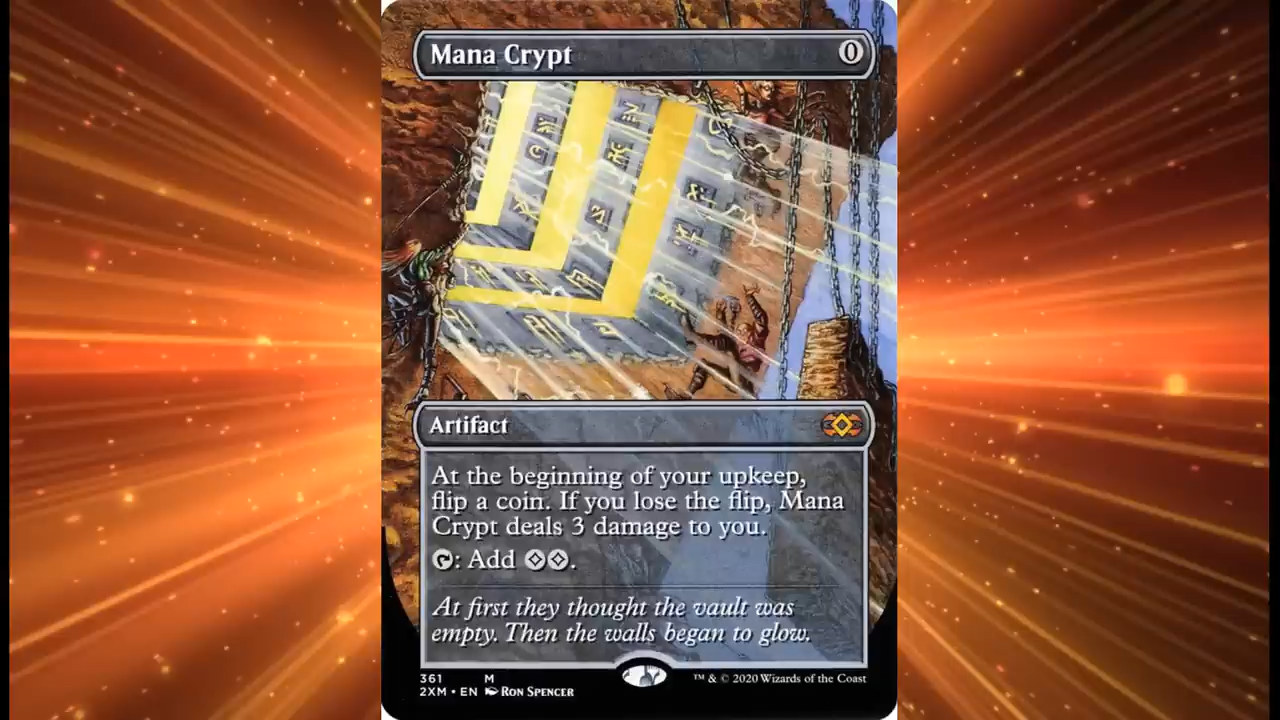 Mana Crypt 0
Artifact
At the beginning of your upkeep,
flip a coin. If you lose the flip, Mana
Crypt deals 3 damage to you.
: Add .
At first they thought the vault was
empty. Then the walls began to glow.
361 M
2XM • EN Ron Spencer
™ & © 2020 Wizards of the Coast